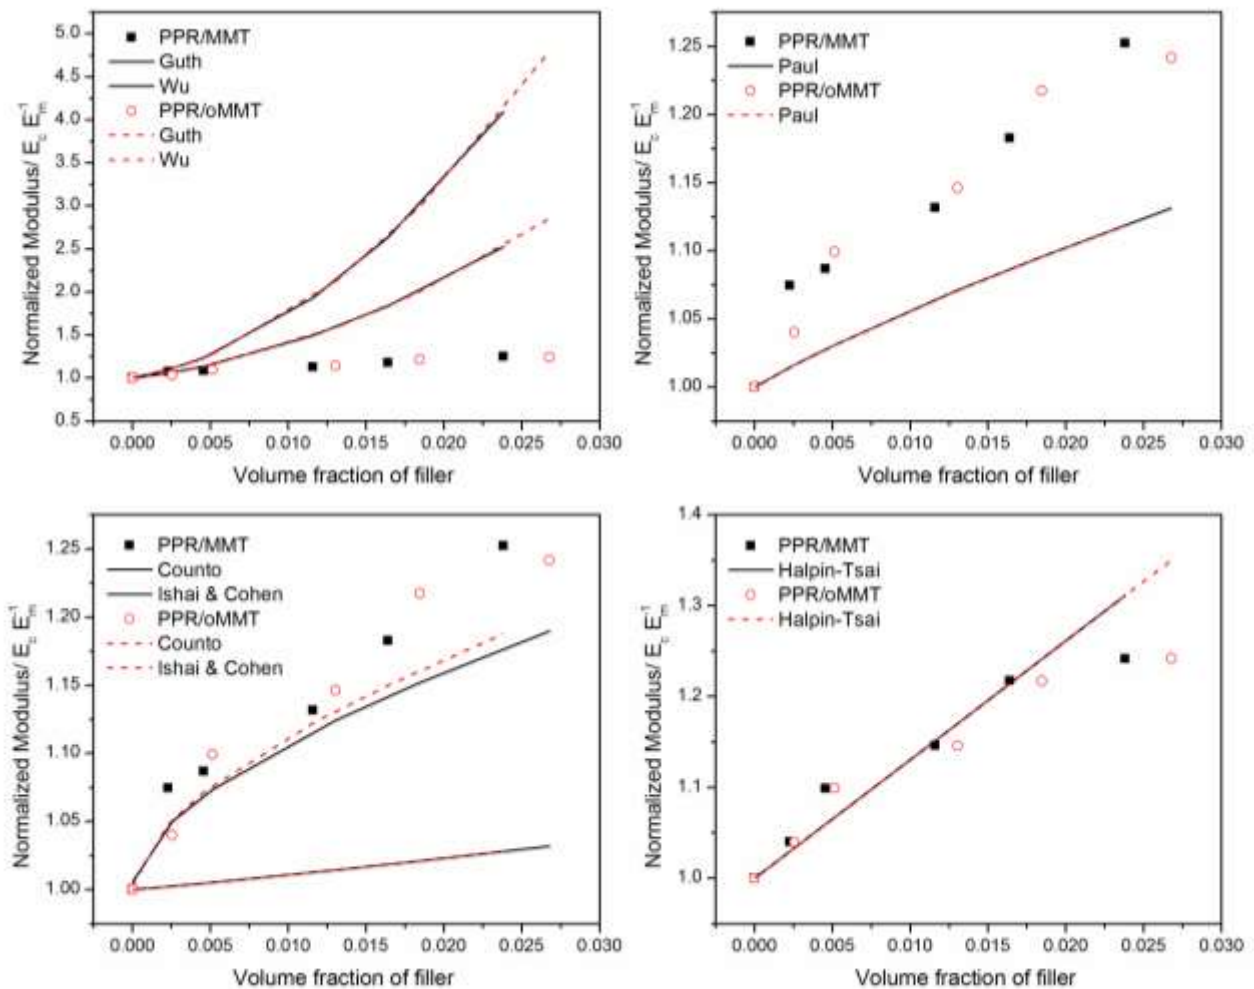 PPR/MMT
Guth
Wu
PPR/oMMT
Guth
Wu
5.0
4.5
4.0
3.5
3.0
2.5
2.0
1.5
1.0
0.5
Normalized Modulus/ E_c E_m^-1
0.000 0.005 0.010 0.015 0.020 0.025 0.030
Volume fraction of filler
PPR/MMT
Paul
PPR/oMMT
Paul
1.25
1.20
1.15
1.10
1.05
1.00
Normalized Modulus/ E_c E_m^-1
0.000 0.005 0.010 0.015 0.020 0.025 0.030
Volume fraction of filler
PPR/MMT
Counto
Ishai & Cohen
PPR/oMMT
Counto
Ishai & Cohen
1.25
1.20
1.15
1.10
1.05
1.00
Normalized Modulus/ E_c E_m^-1
0.000 0.005 0.010 0.015 0.020 0.025 0.030
Volume fraction of filler
PPR/MMT
Halpin-Tsai
PPR/oMMT
Halpin-Tsai
1.4
1.3
1.2
1.1
1.0
Normalized Modulus/ E_c E_m^-1
0.000 0.005 0.010 0.015 0.020 0.025 0.030
Volume fraction of filler